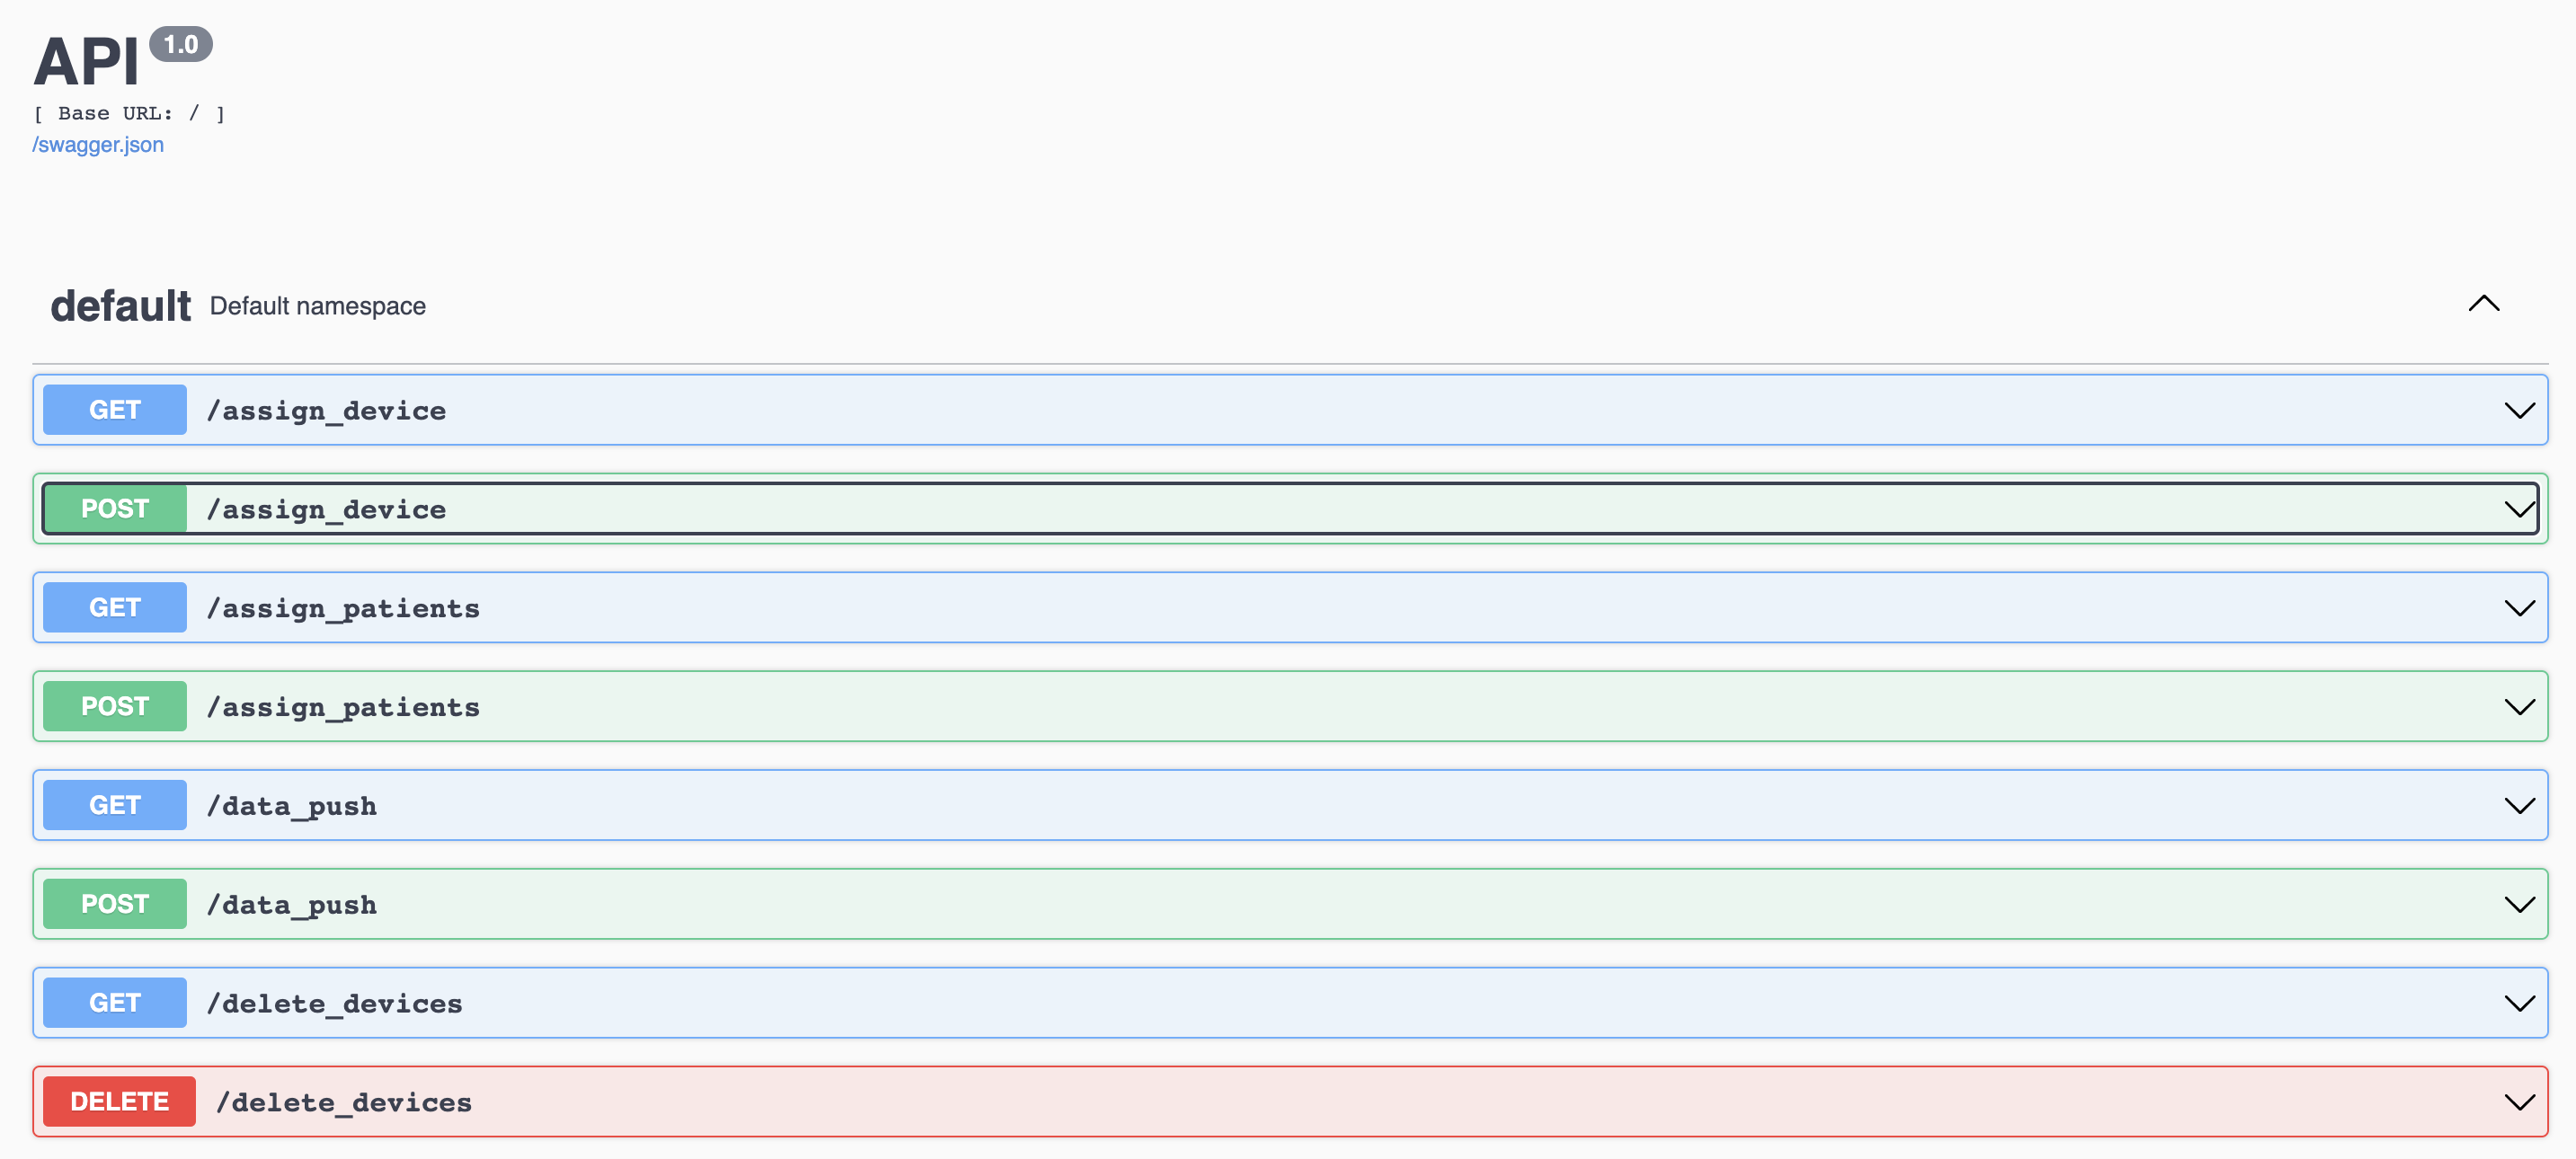 API 1.0
[ Base URL: / ]
/swagger.json
default Default namespace
GET /assign_device
POST /assign_device
GET /assign_patients
POST /assign_patients
GET /data_push
POST /data_push
GET /delete_devices
DELETE /delete_devices